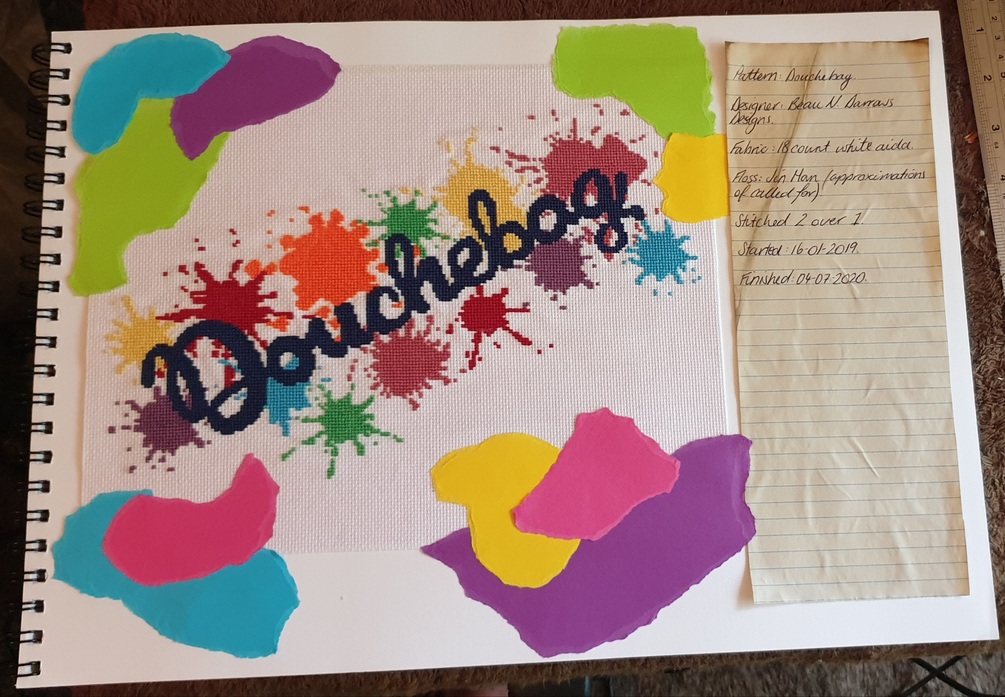 Douchebag
Pattern: Douchebag.
Designer: Beau N Darraws
Designs.
Fabric: 18 count white aida.
Floss: Jin Han (approximations
of called for)
Stitched 2 over 1
Started: 16-01-2019.
Finished: 04-07-2020.